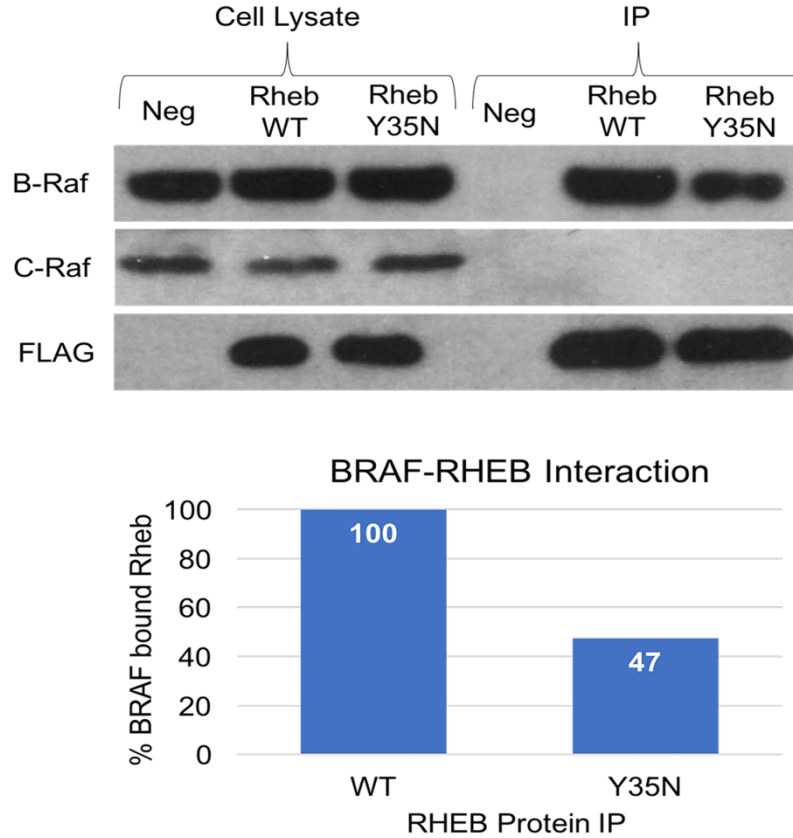 Cell Lysate IP
Neg Rheb WT Rheb Y35N Neg Rheb WT Rheb Y35N
B-Raf
C-Raf
FLAG
BRAF-RHEB Interaction
% BRAF bound Rheb
100
80
60
40
20
0
100
47
WT Y35N
RHEB Protein IP